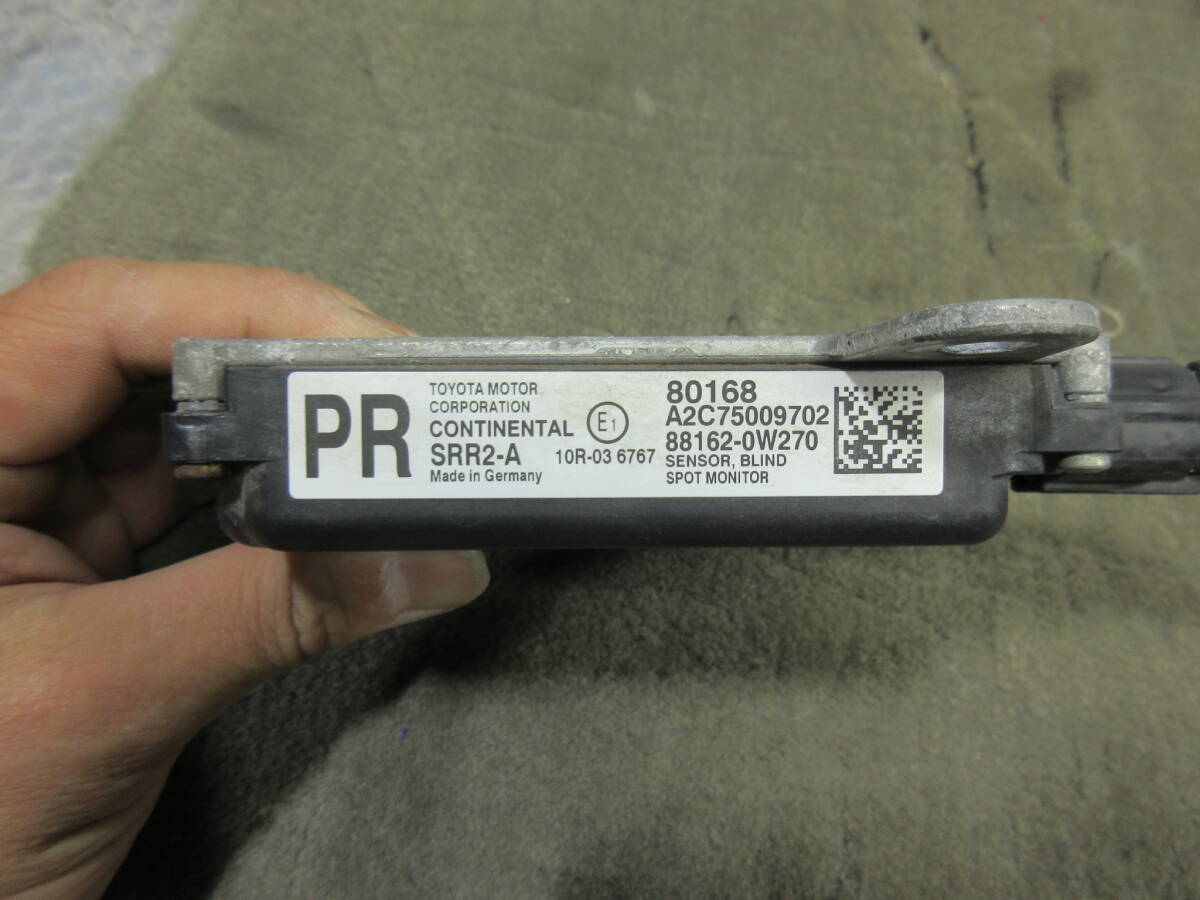 PR
TOYOTA MOTOR
CORPORATION
CONTINENTAL
SRR2-A
Made in Germany
E1
10R-03 6767
80168
A2C75009702
88162-0W270
SENSOR, BLIND
SPOT MONITOR